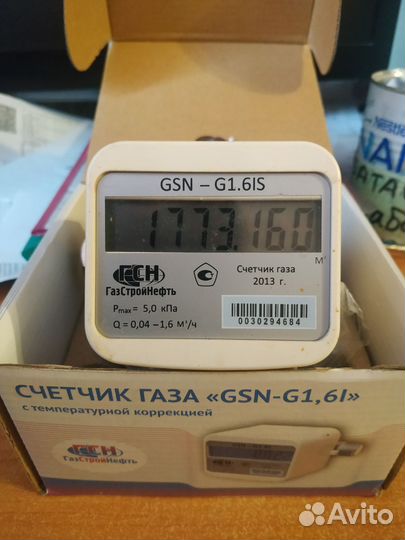 GSN – G1.6IS
1773.160
м³
ГСН
ГазСтройНефть
Счетчик газа
2013 г.
Pmax= 5,0 кПа
Q = 0,04 –1,6 м³/ч
0030294684
СЧЕТЧИК ГАЗА «GSN-G1,6I»
с температурной коррекцией
ГСН
ГазСтройНефть
Nestle
Avito